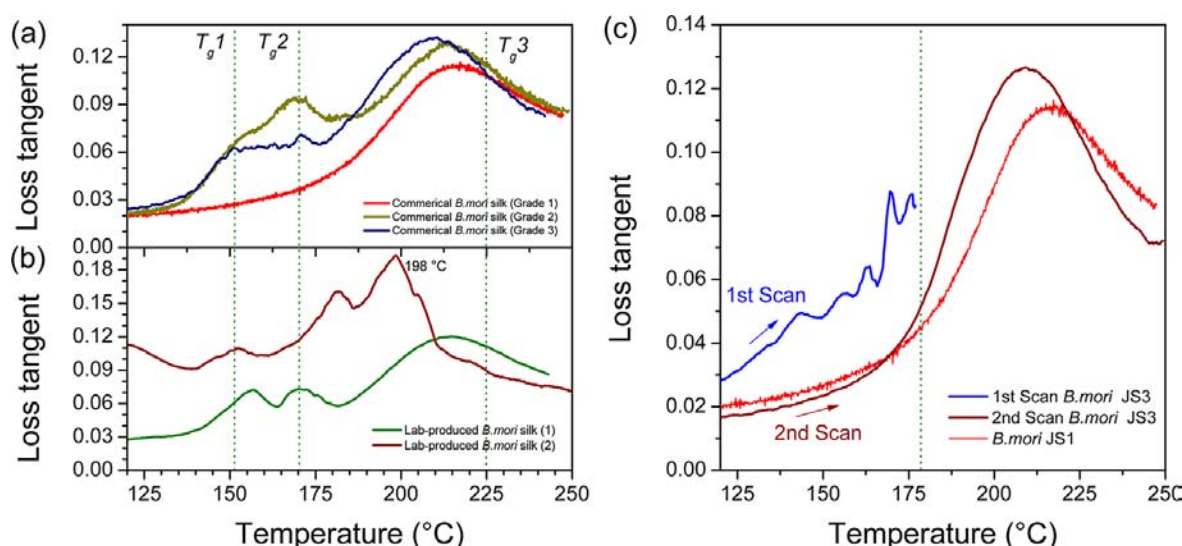 (a)
Tg1
Tg2
Tg3
0.12
0.09
0.06
0.03
0.00
Loss tangent
Commerical B.mori silk (Grade 1)
Commerical B.mori silk (Grade 2)
Commerical B.mori silk (Grade 3)
(b)
198 °C
0.18
0.15
0.12
0.09
0.06
0.03
0.00
Loss tangent
Lab-produced B.mori silk (1)
Lab-produced B.mori silk (2)
125 150 175 200 225 250
Temperature (°C)
(c)
0.14
0.12
0.10
0.08
0.06
0.04
0.02
0.00
Loss tangent
1st Scan
2nd Scan
1st Scan B.mori JS3
2nd Scan B.mori JS3
B.mori JS1
125 150 175 200 225 250
Temperature (°C)